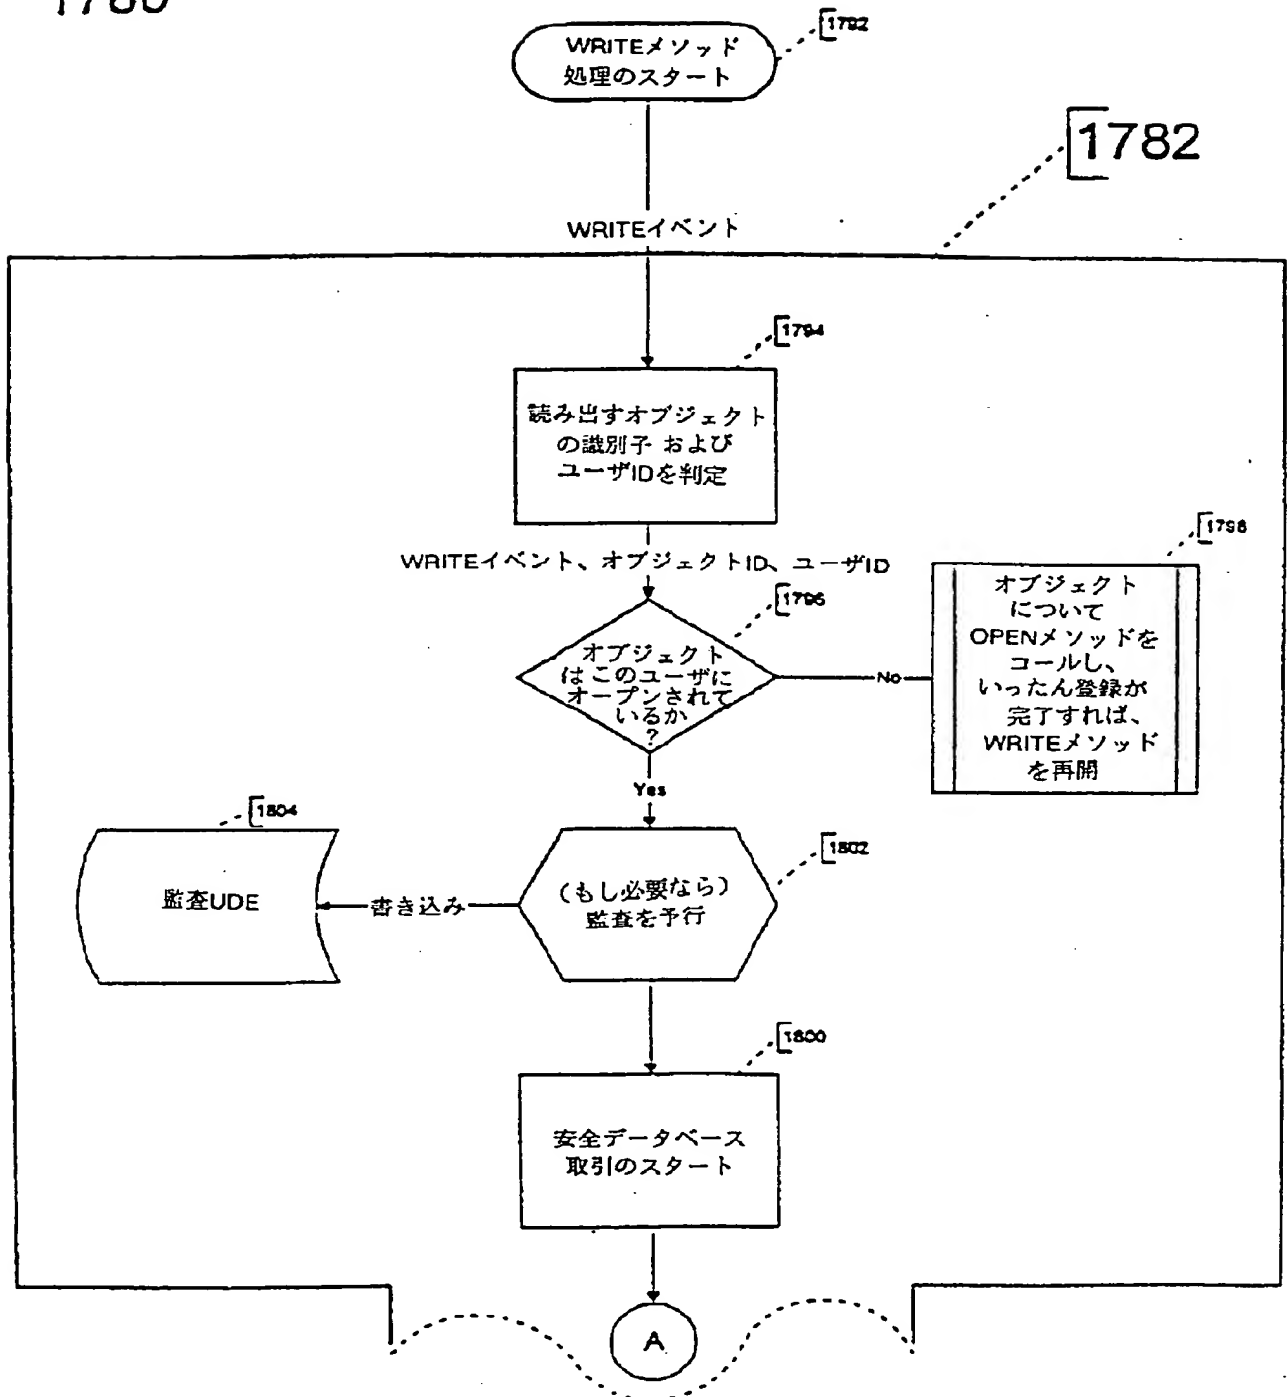 1780
WRITEメソッド
処理のスタート
1792
1782
WRITEイベント
1794
読み出すオブジェクト
の識別子 および
ユーザIDを判定
WRITEイベント、オブジェクトID、ユーザID
1796
オブジェクト
は このユーザに
オープンされて
いるか
?
No
1798
オブジェクト
について
OPENメソッドを
コールし、
いったん登録が
完了すれば、
WRITEメソッド
を再開
Yes
1804
監査UDE
書き込み
1802
(もし必要なら)
監査を予行
1800
安全データベース
取引のスタート
A